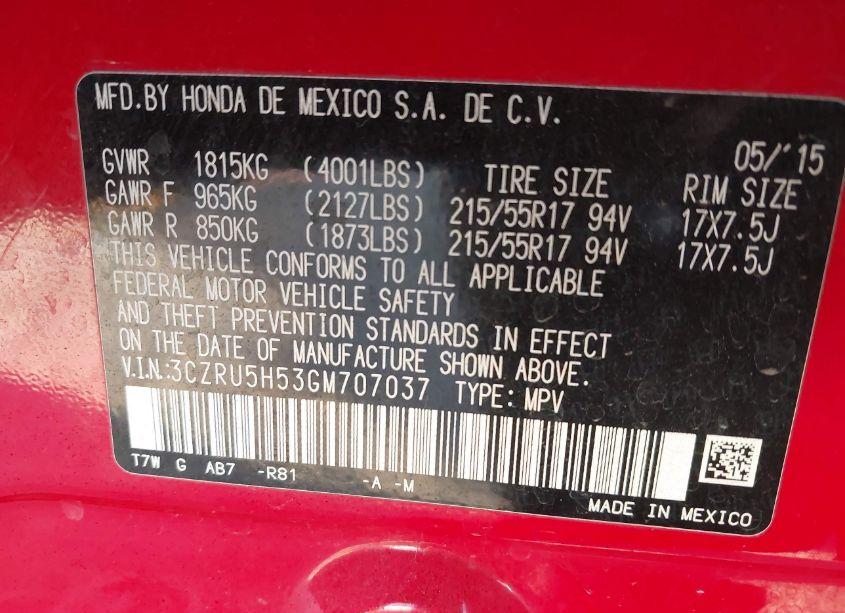 MFD.BY HONDA DE MEXICO S.A. DE C.V.
05/'15
GVWR 1815KG (4001LBS) TIRE SIZE RIM SIZE
GAWR F 965KG (2127LBS) 215/55R17 94V 17X7.5J
GAWR R 850KG (1873LBS) 215/55R17 94V 17X7.5J
THIS VEHICLE CONFORMS TO ALL APPLICABLE
FEDERAL MOTOR VEHICLE SAFETY
AND THEFT PREVENTION STANDARDS IN EFFECT
ON THE DATE OF MANUFACTURE SHOWN ABOVE.
V.I.N.:3CZRU5H53GM707037 TYPE: MPV
T7W G AB7 -R81 -A -M
MADE IN MEXICO